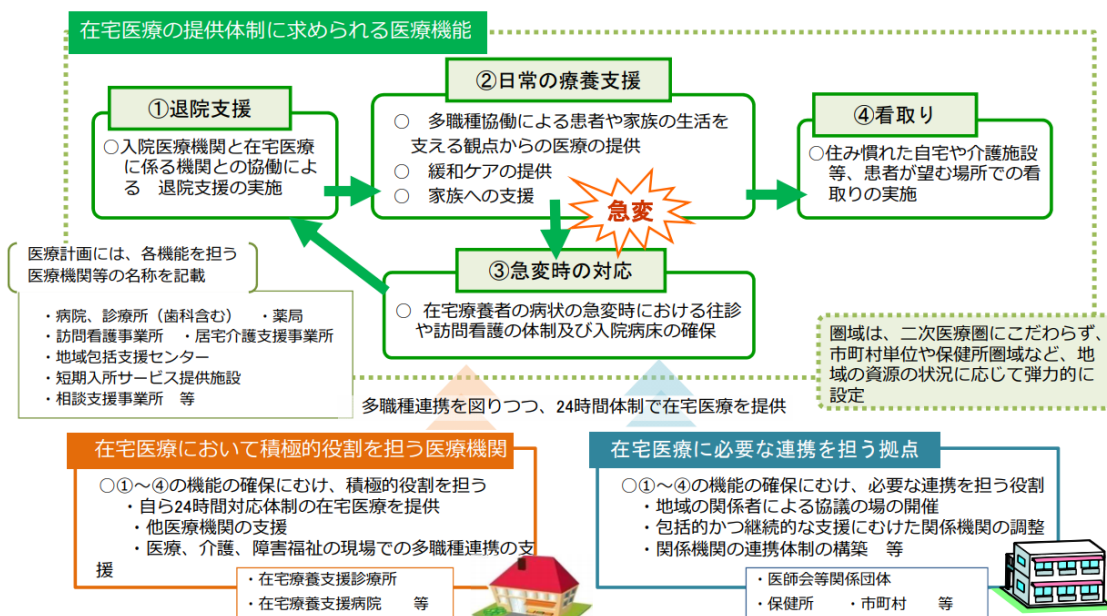 在宅医療の提供体制に求められる医療機能
①退院支援
○入院医療機関と在宅医療
に係る機関との協働によ
る　退院支援の実施
②日常の療養支援
○　多職種協働による患者や家族の生活を
支える観点からの医療の提供
○　緩和ケアの提供
○　家族への支援
急変
④看取り
○住み慣れた自宅や介護施設
等、患者が望む場所での看
取りの実施
③急変時の対応
○ 在宅療養者の病状の急変時における往診
や訪問看護の体制及び入院病床の確保
医療計画には、各機能を担う
医療機関等の名称を記載
・病院、診療所（歯科含む）　・薬局
・訪問看護事業所　・居宅介護支援事業所
・地域包括支援センター
・短期入所サービス提供施設
・相談支援事業所　等
圏域は、二次医療圏にこだわらず、
市町村単位や保健所圏域など、地
域の資源の状況に応じて弾力的に
設定
多職種連携を図りつつ、24時間体制で在宅医療を提供
在宅医療において積極的役割を担う医療機関
○①～④の機能の確保にむけ、積極的役割を担う
・自ら24時間対応体制の在宅医療を提供
・他医療機関の支援
・医療、介護、障害福祉の現場での多職種連携の支
援
・在宅療養支援診療所
・在宅療養支援病院　　等
在宅医療に必要な連携を担う拠点
○①～④の機能の確保にむけ、必要な連携を担う役割
・地域の関係者による協議の場の開催
・包括的かつ継続的な支援にむけた関係機関の調整
・関係機関の連携体制の構築　等
・医師会等関係団体
・保健所　　・市町村　　等